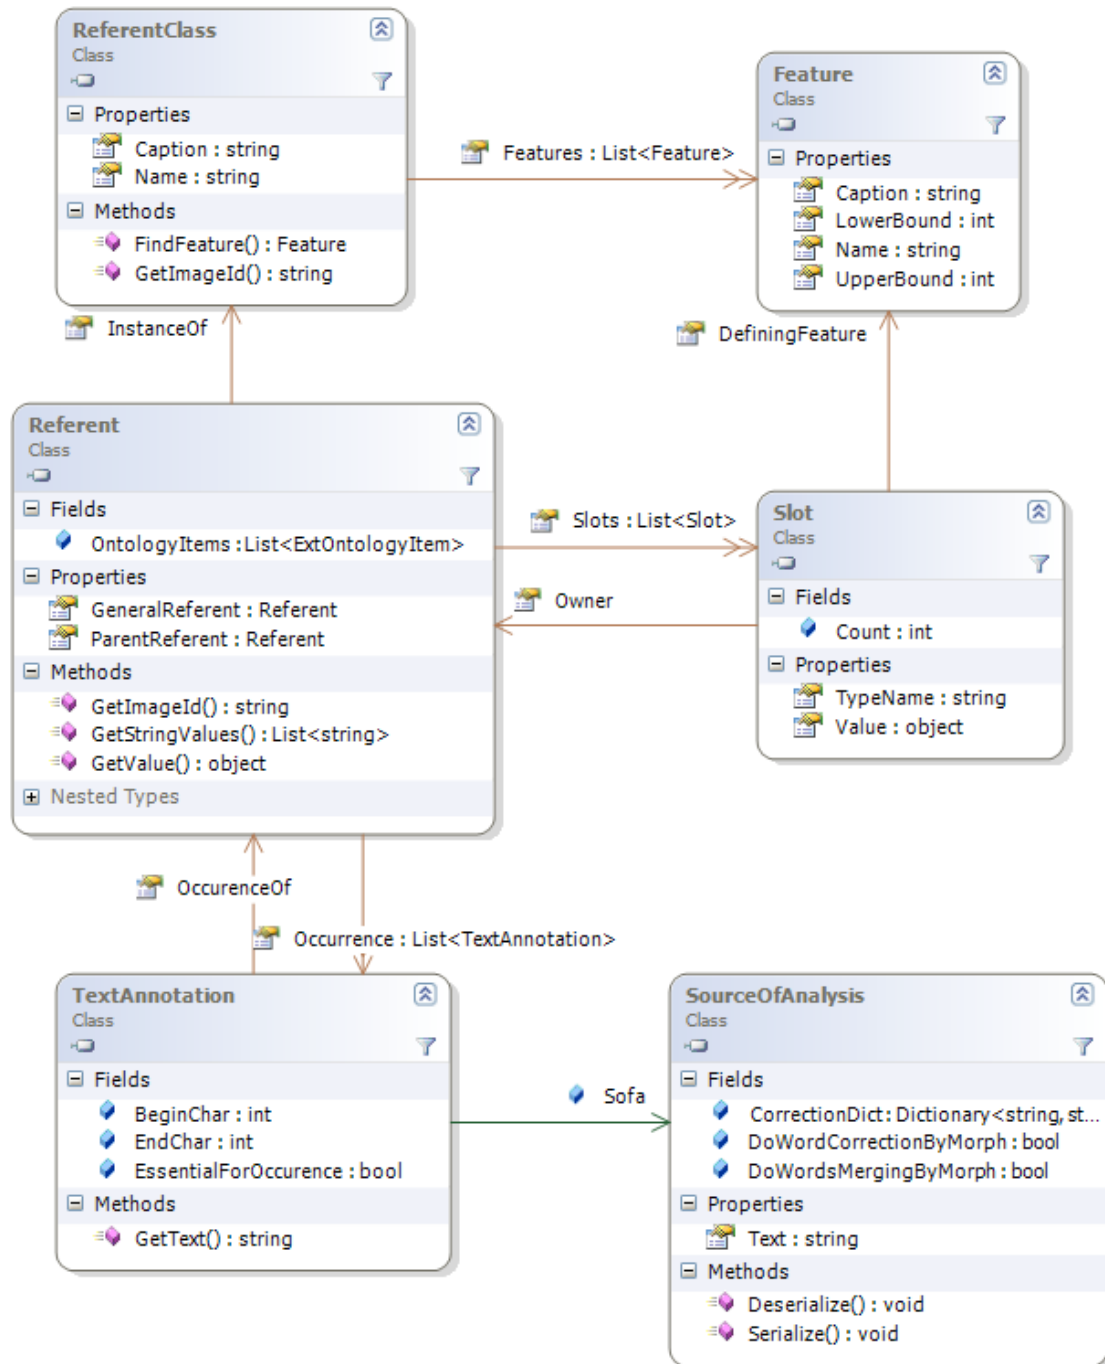 ReferentClass
Class
Properties
Caption : string
Name : string
Methods
FindFeature() : Feature
GetImageId() : string
Features : List<Feature>
Feature
Class
Properties
Caption : string
LowerBound : int
Name : string
UpperBound : int
InstanceOf
DefiningFeature
Referent
Class
Fields
OntologyItems :List<ExtOntologyItem>
Properties
GeneralReferent : Referent
ParentReferent : Referent
Methods
GetImageId() : string
GetStringValues() : List<string>
GetValue() : object
Nested Types
Slots : List<Slot>
Owner
Slot
Class
Fields
Count : int
Properties
TypeName : string
Value : object
OccurenceOf
Occurrence : List<TextAnnotation>
TextAnnotation
Class
Fields
BeginChar : int
EndChar : int
EssentialForOccurence : bool
Methods
GetText() : string
Sofa
SourceOfAnalysis
Class
Fields
CorrectionDict: Dictionary<string, st...
DoWordCorrectionByMorph : bool
DoWordsMergingByMorph : bool
Properties
Text : string
Methods
Deserialize() : void
Serialize() : void